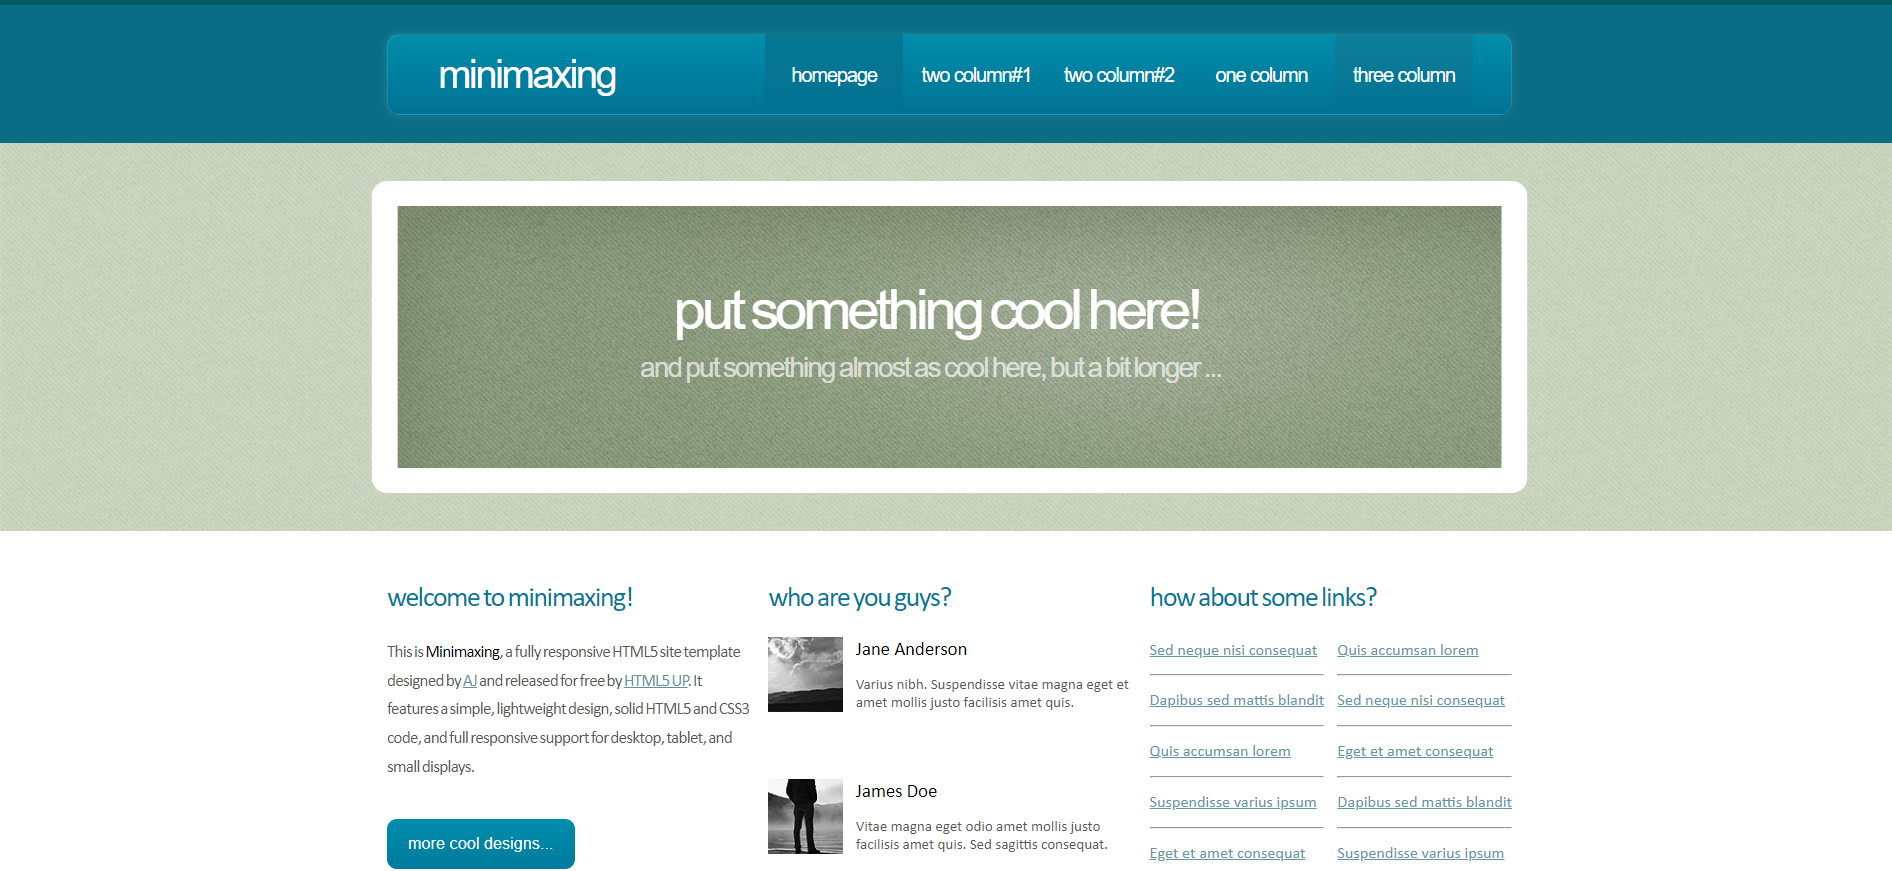 minimaxing
homepage
two column#1
two column#2
one column
three column
put something cool here!
and put something almost as cool here, but a bit longer ...
welcome to minimaxing!
This is Minimaxing, a fully responsive HTML5 site template
designed by AJ and released for free by HTML5 UP. It
features a simple, lightweight design, solid HTML5 and CSS3
code, and full responsive support for desktop, tablet, and
small displays.
more cool designs...
who are you guys?
Jane Anderson
Varius nibh. Suspendisse vitae magna eget et
amet mollis justo facilisis amet quis.
James Doe
Vitae magna eget odio amet mollis justo
facilisis amet quis. Sed sagittis consequat.
how about some links?
Sed neque nisi consequat
Dapibus sed mattis blandit
Quis accumsan lorem
Suspendisse varius ipsum
Eget et amet consequat
Quis accumsan lorem
Sed neque nisi consequat
Eget et amet consequat
Dapibus sed mattis blandit
Suspendisse varius ipsum